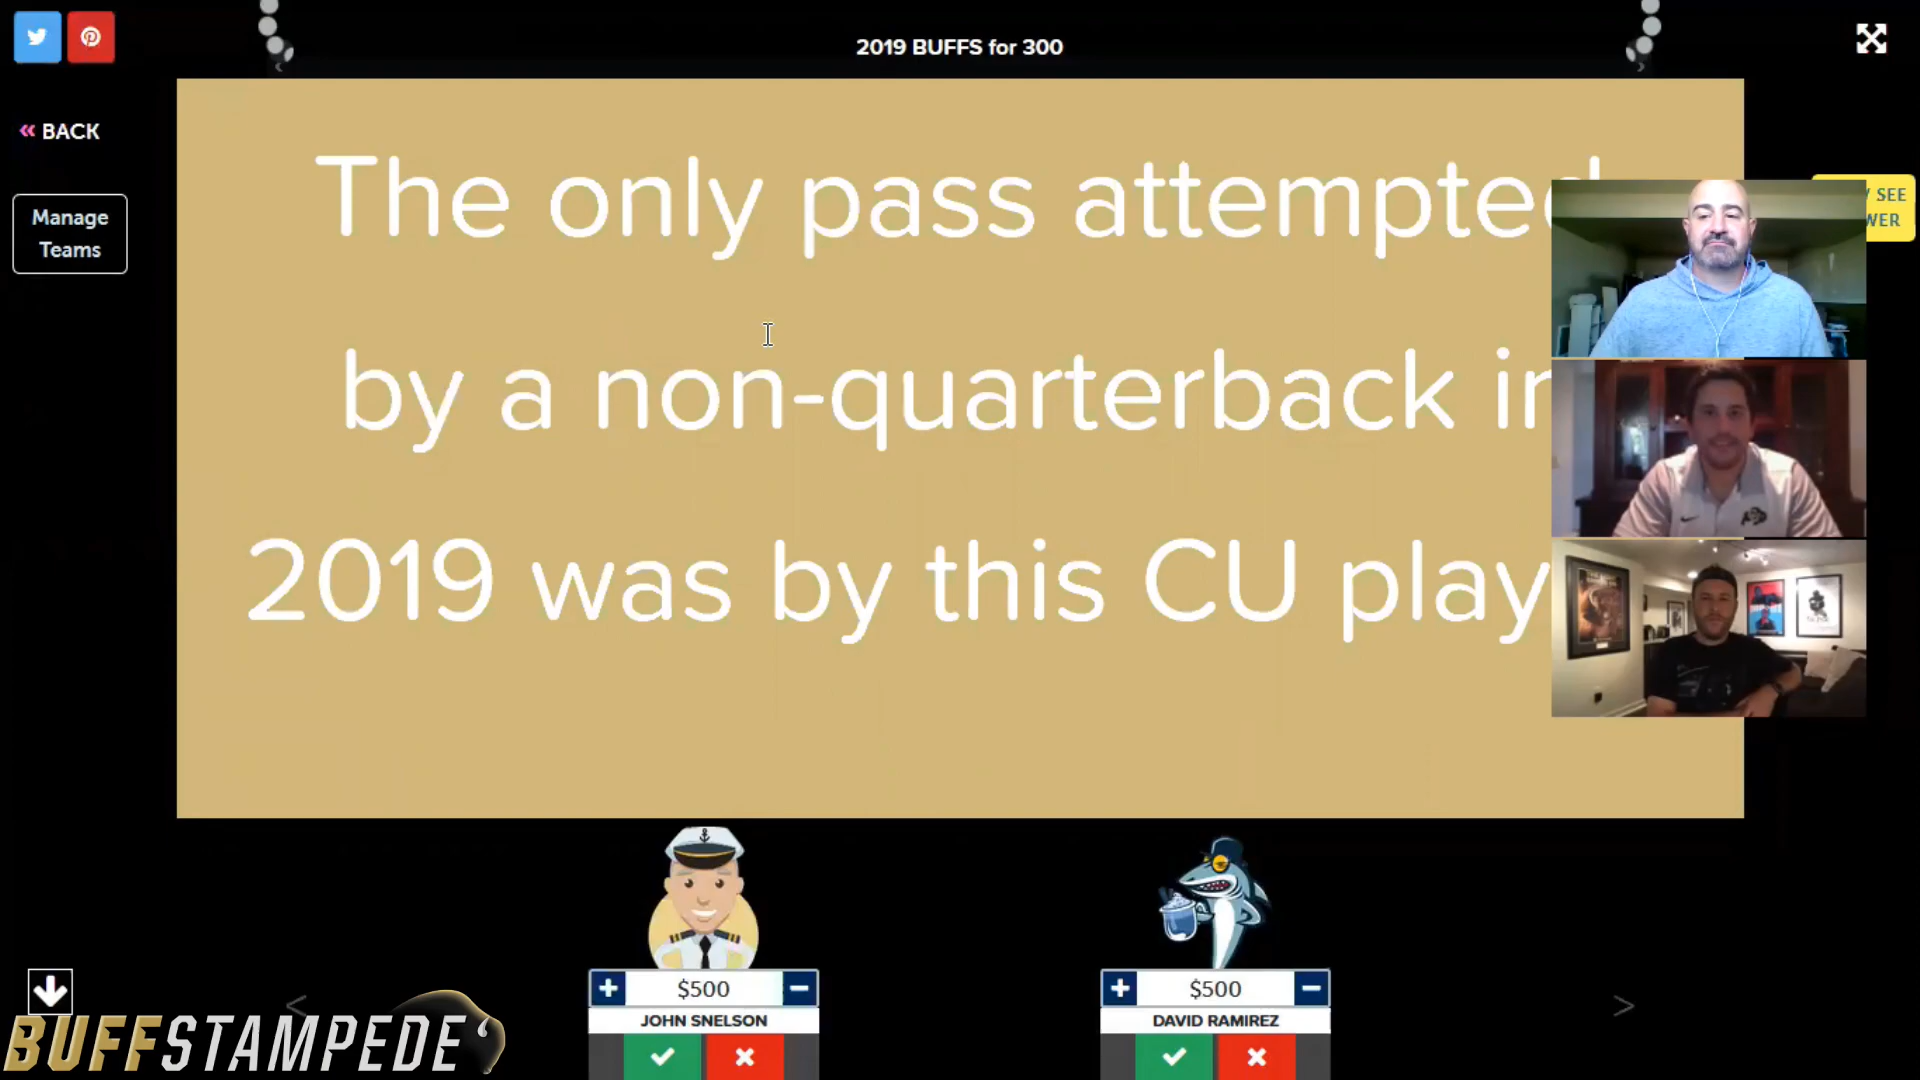 2019 BUFFS for 300
« BACK
Manage
Teams
The only pass attempted
SEE
WER
by a non-quarterback in
2019 was by this CU play
$500
$500
JOHN SNELSON
DAVID RAMIREZ
BUFFSTAMPEDE